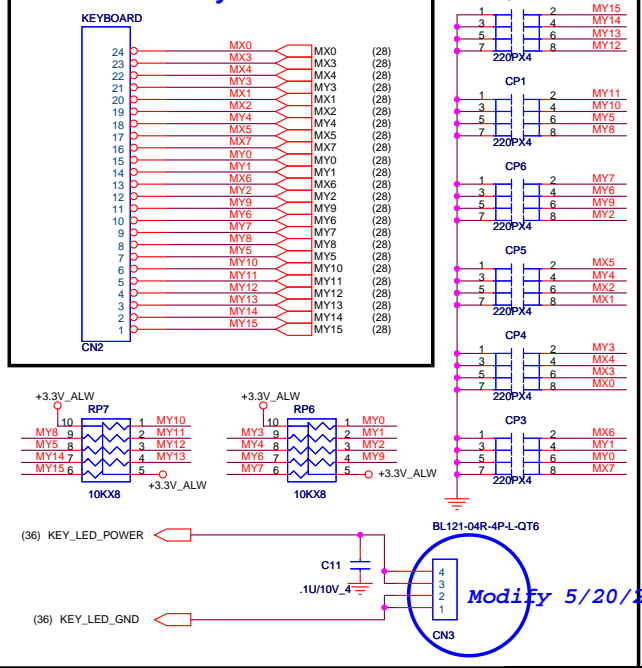 KEYBOARD
24 MX0 MX0 (28)
23 MX3 MX3 (28)
22 MX4 MX4 (28)
21 MY3 MY3 (28)
20 MX1 MX1 (28)
19 MX2 MX2 (28)
18 MY4 MY4 (28)
17 MX5 MX5 (28)
16 MX7 MX7 (28)
15 MY0 MY0 (28)
14 MY1 MY1 (28)
13 MX6 MX6 (28)
12 MY2 MY2 (28)
11 MY9 MY9 (28)
10 MY6 MY6 (28)
9 MY7 MY7 (28)
8 MY8 MY8 (28)
7 MY5 MY5 (28)
6 MY10 MY10 (28)
5 MY11 MY11 (28)
4 MY12 MY12 (28)
3 MY13 MY13 (28)
2 MY14 MY14 (28)
1 MY15 MY15 (28)
CN2
1 2 MY15
3 4 MY14
5 6 MY13
7 8 MY12
220PX4
CP1
1 2 MY11
3 4 MY10
5 6 MY5
7 8 MY8
220PX4
CP6
1 2 MY7
3 4 MY6
5 6 MY9
7 8 MY2
220PX4
CP5
1 2 MX5
3 4 MY4
5 6 MX2
7 8 MX1
220PX4
CP4
1 2 MY3
3 4 MX4
5 6 MX3
7 8 MX0
220PX4
CP3
1 2 MX6
3 4 MY1
5 6 MY0
7 8 MX7
220PX4
+3.3V_ALW
RP7
10 1 MY10
MY8 9 2 MY11
MY5 8 3 MY12
MY14 7 4 MY13
MY15 6 5
+3.3V_ALW
10KX8
+3.3V_ALW
RP6
10 1 MY0
MY3 9 2 MY1
MY4 8 3 MY2
MY6 7 4 MY9
MY7 6 5 +3.3V_ALW
10KX8
(36) KEY_LED_POWER
BL121-04R-4P-L-QT6
C11
.1U/10V_4
4
3
2
1
Modify 5/20/2
CN3
(36) KEY_LED_GND